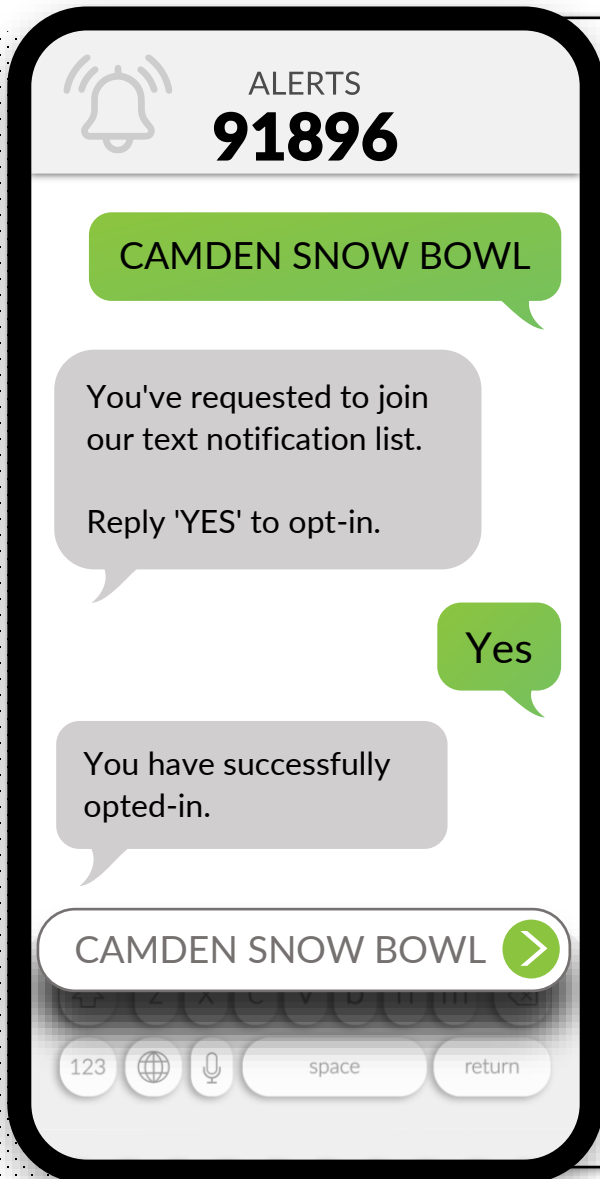 ALERTS
91896
CAMDEN SNOW BOWL
You've requested to join
our text notification list.
Reply 'YES' to opt-in.
Yes
You have successfully
opted-in.
CAMDEN SNOW BOWL
z x c v b n m
123 space return